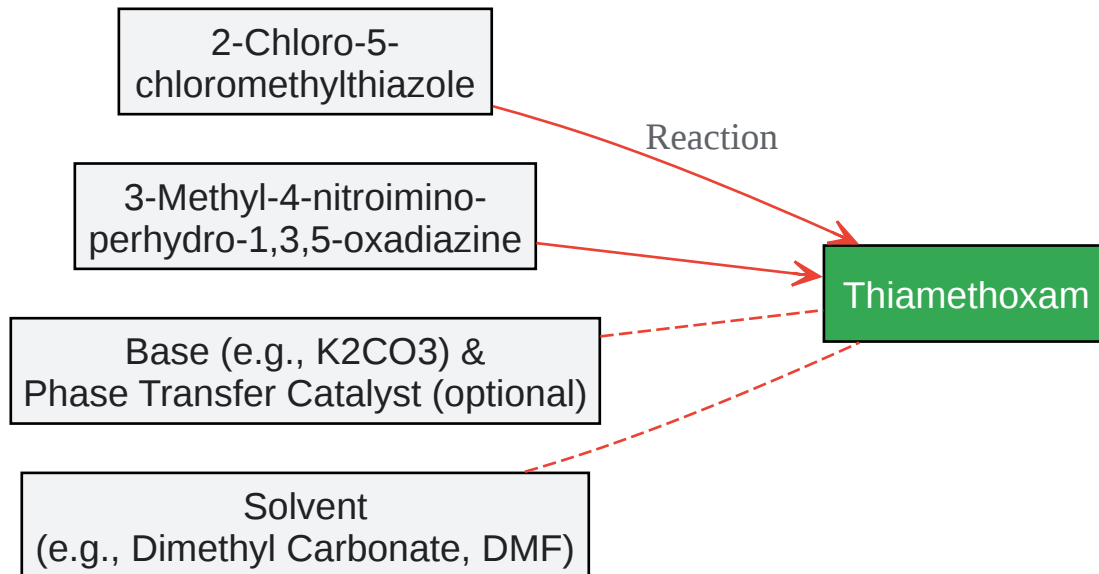 2-Chloro-5-
chloromethylthiazole
Reaction
3-Methyl-4-nitroimino-
perhydro-1,3,5-oxadiazine
Thiamethoxam
Base (e.g., K2CO3) &
Phase Transfer Catalyst (optional)
Solvent
(e.g., Dimethyl Carbonate, DMF)